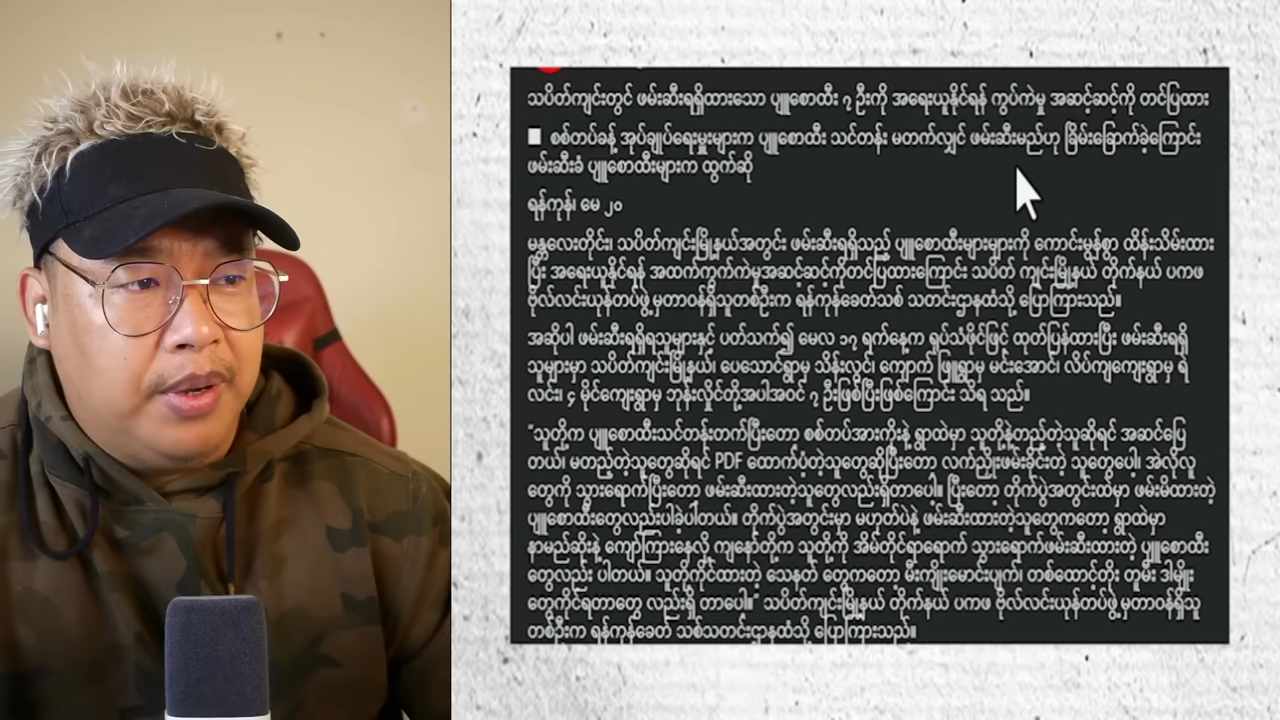 သပိတ်ကျင်းတွင် ဖမ်းဆီးရရှိထားသော ပျူစောထီး ၇ ဦးကို အရေးယူနိုင်ရန် ကွပ်ကဲမှု အဆင့်ဆင့်ကို တင်ပြထား
စစ်တပ်ခန့် အုပ်ချုပ်ရေးမှူးများက ပျူစောထီး သင်တန်း မတက်လျှင် ဖမ်းဆီးမည်ဟု ခြိမ်းခြောက်ခဲ့ကြောင်း
ဖမ်းဆီးခံ ပျူစောထီးများက ထွက်ဆို
ရန်ကုန်၊ မေ ၂၀
မန္တလေးတိုင်း၊ သပိတ်ကျင်းမြို့နယ်အတွင်း ဖမ်းဆီးရရှိသည့် ပျူစောထီးများများကို ကောင်းမွန်စွာ ထိန်းသိမ်းထား
ပြီး အရေးယူနိုင်ရန် အထက်ကွက်ကဲမှုအဆင့်ဆင့်ကိုတင်ပြထားကြောင်း သပိတ် ကျင်းမြို့နယ် တိုက်နယ် ပကဖ
ဗိုလ်လင်းယုန်တပ်ဖွဲ့မှတာဝန်ရှိသူတစ်ဦးက ရန်ကုန်ခေတ်သစ် သတင်းဌာနထံသို့ ပြောကြားသည်။
အဆိုပါ ဖမ်းဆီးရရှိရသူများနှင့် ပတ်သက်၍ မေလ ၁၇ ရက်နေ့က ရုပ်သံဖိုင်ဖြင့် ထုတ်ပြန်ထားပြီး ဖမ်းဆီးရရှိ
သူများမှာ သပိတ်ကျင်းမြို့နယ်၊ ပေသောင်ရွာမှ သိန်းလွင်၊ ကျောက် ဖြူရွာမှ မင်းအောင်၊ လိပ်ကျကျေးရွာမှ ရဲ
လင်း၊ ၄ မိုင်ကျေးရွာမှ ဘုန်းလှိုင်တို့အပါအဝင် ၇ ဦးဖြစ်ပြီးဖြစ်ကြောင်း သိရ သည်။
“သူတို့က ပျူစောထီးသင်တန်းတက်ပြီးတော့ စစ်တပ်အားကိုးနဲ့ ရွာထဲမှာ သူတို့နဲ့တည့်တဲ့သူဆိုရင် အဆင်ပြေ
တယ်၊ မတည့်တဲ့သူတွေဆိုရင် PDF ထောက်ပံ့တဲ့သူတွေဆိုပြီးတော့ လက်ညှိုးဖမ်းခိုင်းတဲ့ သူတွေပေါ့၊ အဲလိုလူ
တွေကို သွားရောက်ပြီးတော့ ဖမ်းဆီးထားတဲ့သူတွေလည်းရှိတာပေါ့။ ပြီးတော့ တိုက်ပွဲအတွင်းထဲမှာ ဖမ်းမိထားတဲ့
ပျူစောထီးတွေလည်းပါခဲ့ပါတယ်။ တိုက်ပွဲအတွင်းမှာ မဟုတ်ပဲနဲ့ ဖမ်းဆီးထားတဲ့သူတွေကတော့ ရွာထဲမှာ
နာမည်ဆိုးနဲ့ ကျော်ကြားနေလို့ ကျနော်တို့က သူတို့ကို အိမ်တိုင်ရာရောက် သွားရောက်ဖမ်းဆီးထားတဲ့ ပျူစောထီး
တွေလည်း ပါတယ်။ သူတို့ကိုင်ထားတဲ့ သေနတ် တွေကတော့ မီးကျိုးမောင်းပျက်၊ တစ်ထောင့်တိုး တူမီး ဒါမျိုး
တွေကိုင်ရတာတွေ လည်းရှိ တာပေါ့။” သပိတ်ကျင်းမြို့နယ် တိုက်နယ် ပကဖ ဗိုလ်လင်းယုန်တပ်ဖွဲ့မှတာဝန်ရှိသူ
တစ်ဦးက ရန်ကုန်ခေတ် သစ်သတင်းဌာနထံသို့ ပြောကြားသည်။